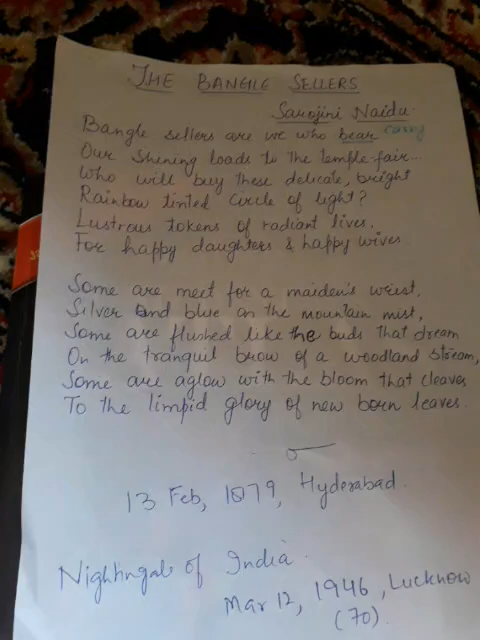 THE BANGLE SELLERS
Sarojini Naidu
Bangle sellers are we who bear carry
Our shining loads to the temple fair...
Who will buy these delicate, bright
Rainbow tinted circle of light?
Lustrous tokens of radiant lives,
For happy daughters & happy wives.
Some are meet for a maiden's wrist,
Silver and blue as the mountain mist,
Some are flushed like the buds that dream
On the tranquil brow of a woodland stream,
Some are aglow with the bloom that cleaves
To the limpid glory of new born leaves.
13 Feb, 1879, Hyderabad.
Nightingale of India.
Mar 12, 1946, Lucknow
(70).